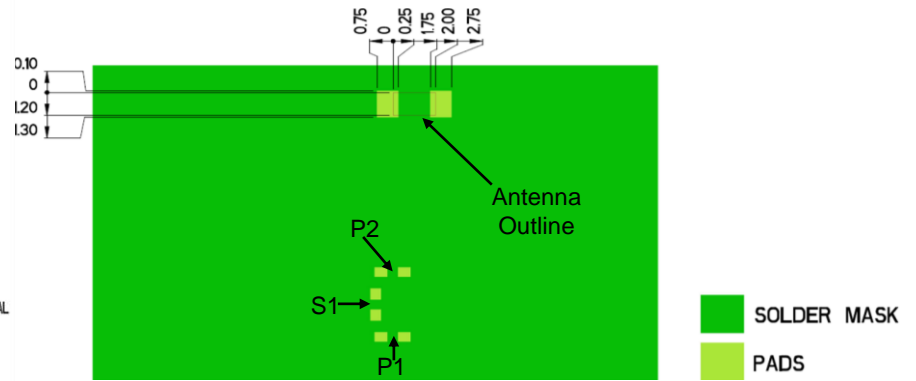 0.75
0
0.25
1.75
2.00
2.75
0.10
0
1.20
1.30
Antenna
Outline
P2
S1
P1
SOLDER MASK
PADS